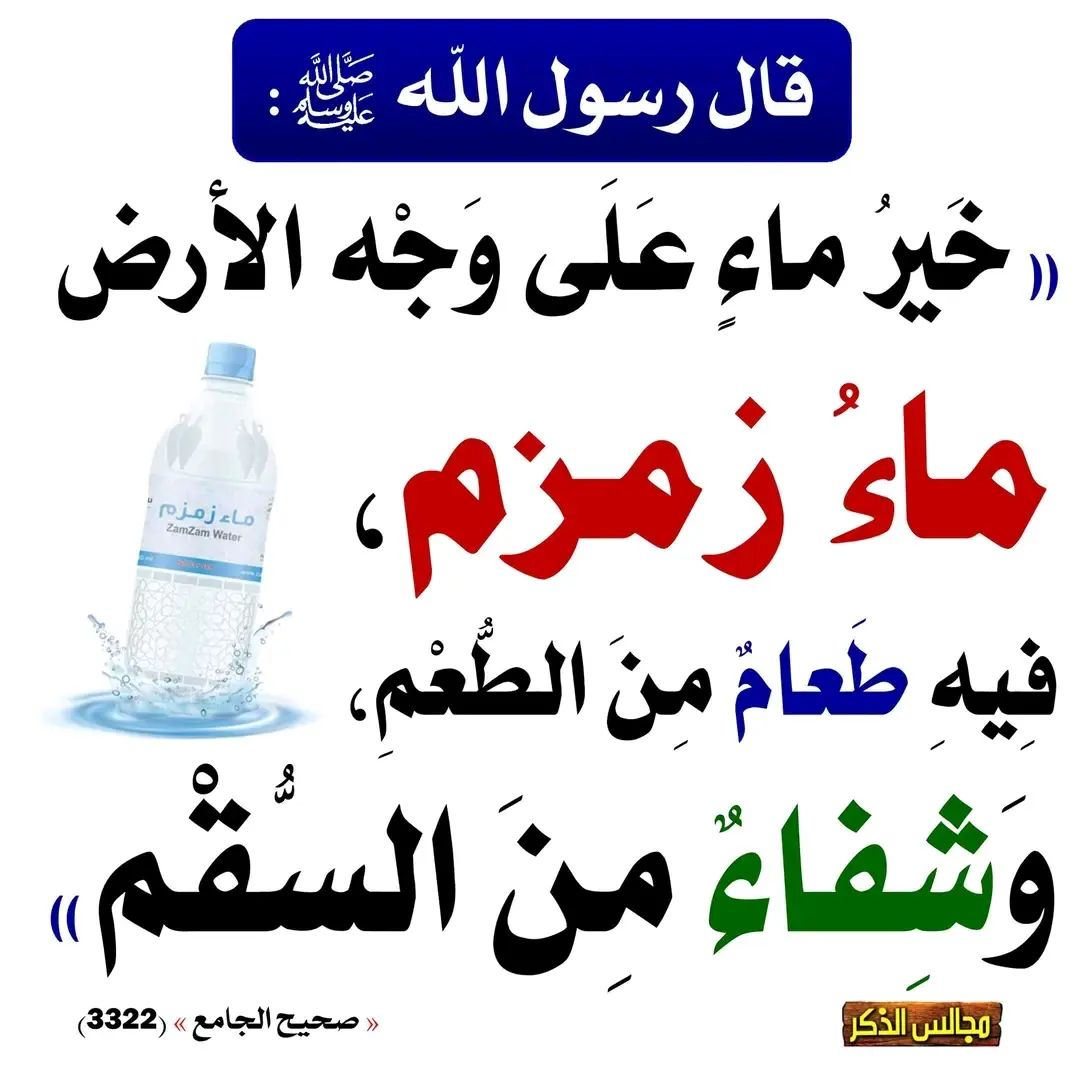 قال رسول الله ﷺ :
« خَيرُ ماءٍ عَلَى وَجْه الأرض
ماءُ زمزم،
ماء زمزم
ZamZam Water
فِيهِ طَعامٌ مِنَ الطُّعْمِ،
وَشِفاءٌ مِنَ السُّقْم »
« صحيح الجامع » (3322)
مجالس الذكر